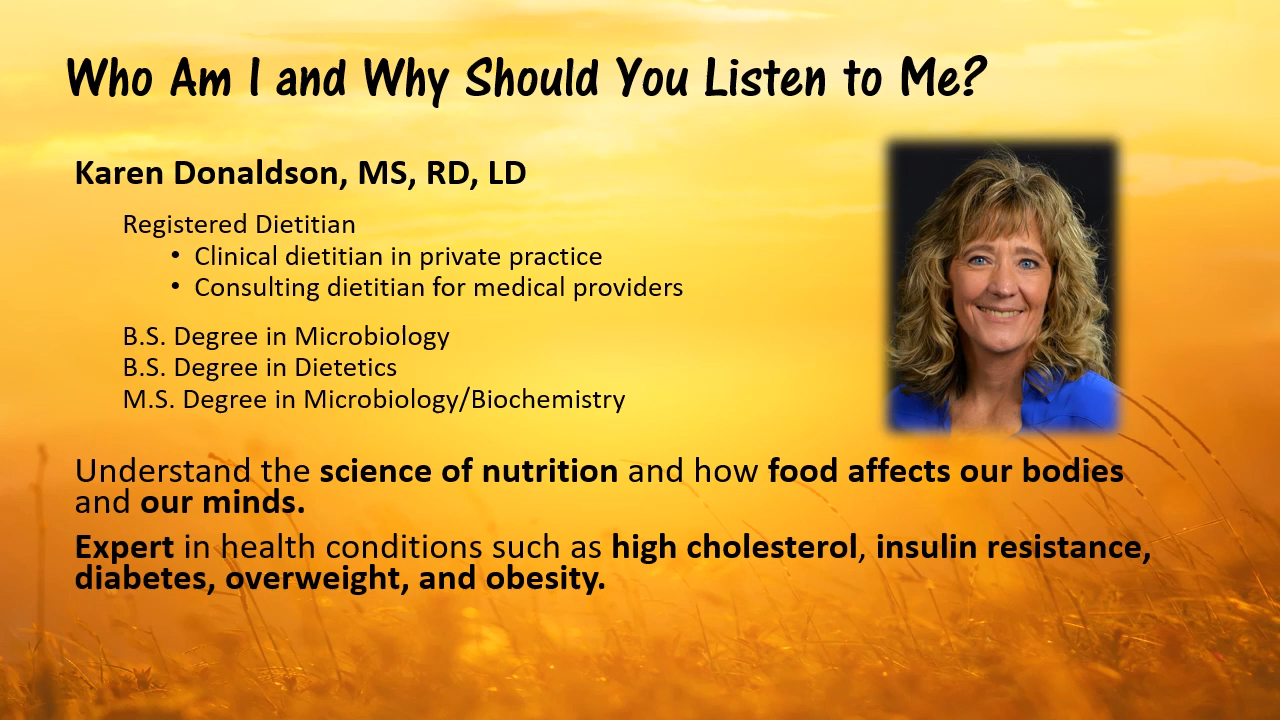 Who Am I and Why Should You Listen to Me?
Karen Donaldson, MS, RD, LD
Registered Dietitian
• Clinical dietitian in private practice
• Consulting dietitian for medical providers
B.S. Degree in Microbiology
B.S. Degree in Dietetics
M.S. Degree in Microbiology/Biochemistry
Understand the science of nutrition and how food affects our bodies
and our minds.
Expert in health conditions such as high cholesterol, insulin resistance,
diabetes, overweight, and obesity.